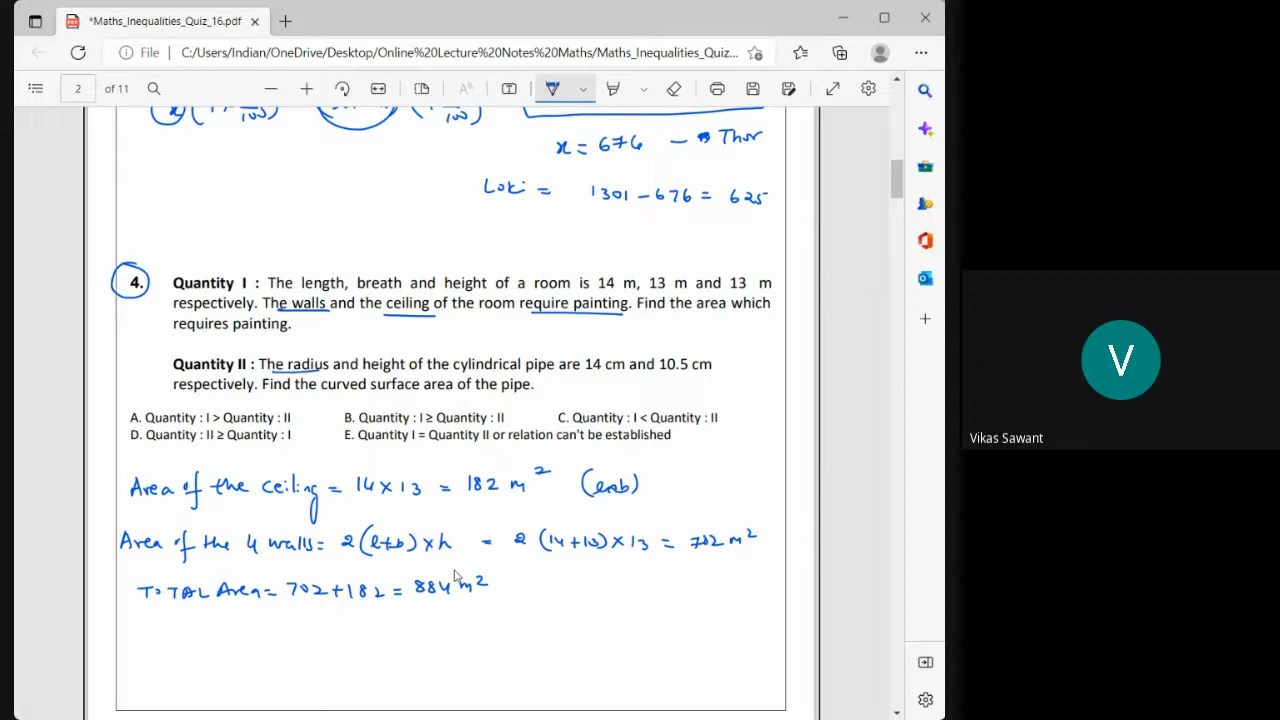 *Maths_Inequalities_Quiz_16.pdf
File
C:/Users/Indian/OneDrive/Desktop/Online%20Lecture%20Notes%20Maths/Maths_Inequalities_Quiz...
2 of 11
100 100
x = 676 – Thor
Loki = 1301 – 676 = 625
4. Quantity I : The length, breath and height of a room is 14 m, 13 m and 13 m
respectively. The walls and the ceiling of the room require painting. Find the area which
requires painting.
Quantity II : The radius and height of the cylindrical pipe are 14 cm and 10.5 cm
respectively. Find the curved surface area of the pipe.
A. Quantity : I > Quantity : II B. Quantity : I ≥ Quantity : II C. Quantity : I < Quantity : II
D. Quantity : II ≥ Quantity : I E. Quantity I = Quantity II or relation can't be established
Area of the ceiling = 14 × 13 = 182 m² (l×b)
Area of the 4 walls = 2(l+b) × h = 2 (14+13) × 13 = 702 m²
TOTAL Area = 702 + 182 = 884 m²
V
Vikas Sawant